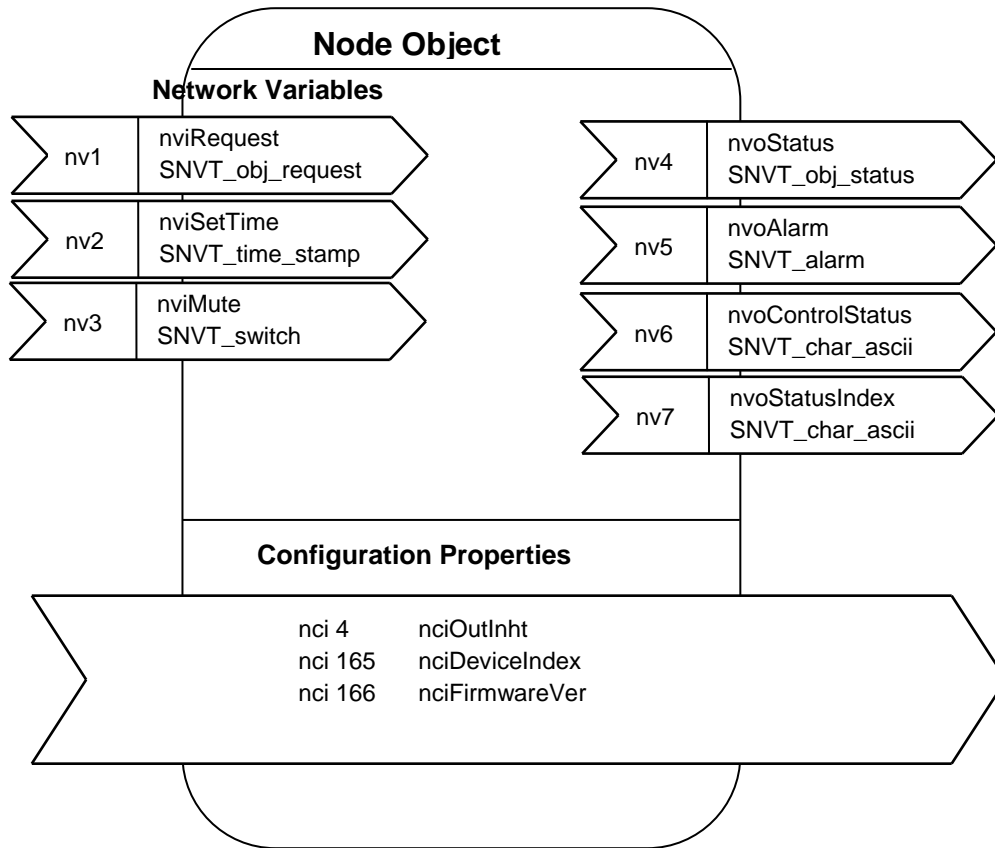 Node Object
Network Variables
nv1
nviRequest
SNVT_obj_request
nv2
nviSetTime
SNVT_time_stamp
nv3
nviMute
SNVT_switch
nv4
nvoStatus
SNVT_obj_status
nv5
nvoAlarm
SNVT_alarm
nv6
nvoControlStatus
SNVT_char_ascii
nv7
nvoStatusIndex
SNVT_char_ascii
Configuration Properties
nci 4 nciOutInht
nci 165 nciDeviceIndex
nci 166 nciFirmwareVer